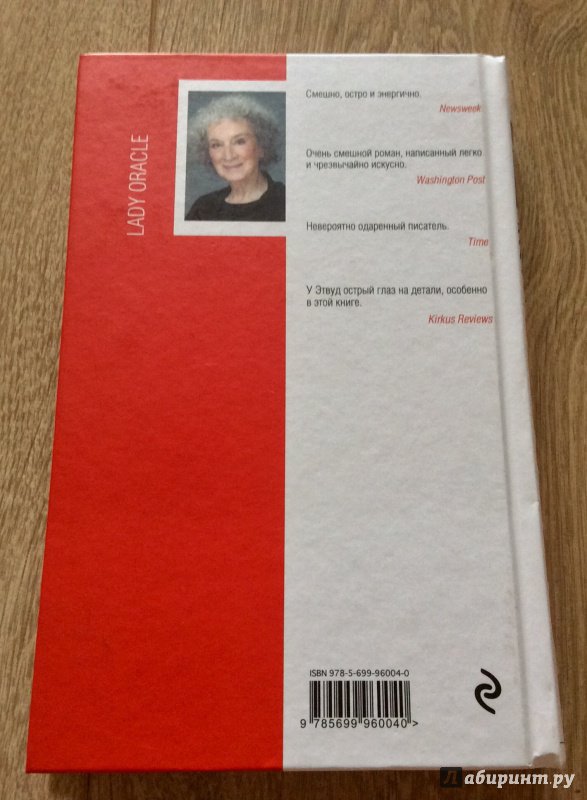 LADY ORACLE
Смешно, остро и энергично.
Newsweek
Очень смешной роман, написанный легко
и чрезвычайно искусно.
Washington Post
Невероятно одаренный писатель.
Time
У Этвуд острый глаз на детали, особенно
в этой книге.
Kirkus Reviews
ISBN 978-5-699-96004-0
9 785699 960040>
Лабиринт.ру